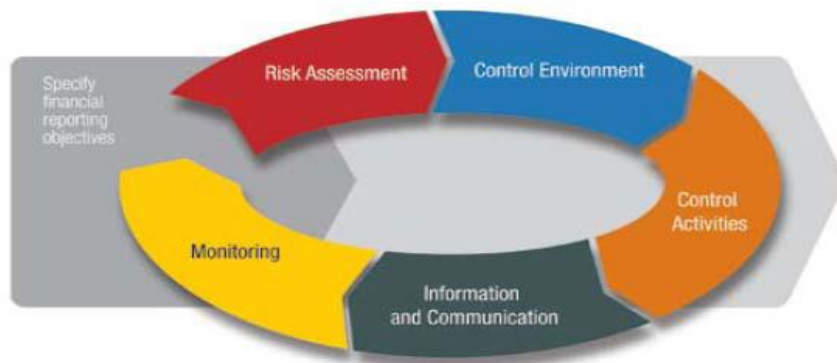 Specify
financial
reporting
objectives
Risk Assessment
Control Environment
Control
Activities
Information
and Communication
Monitoring